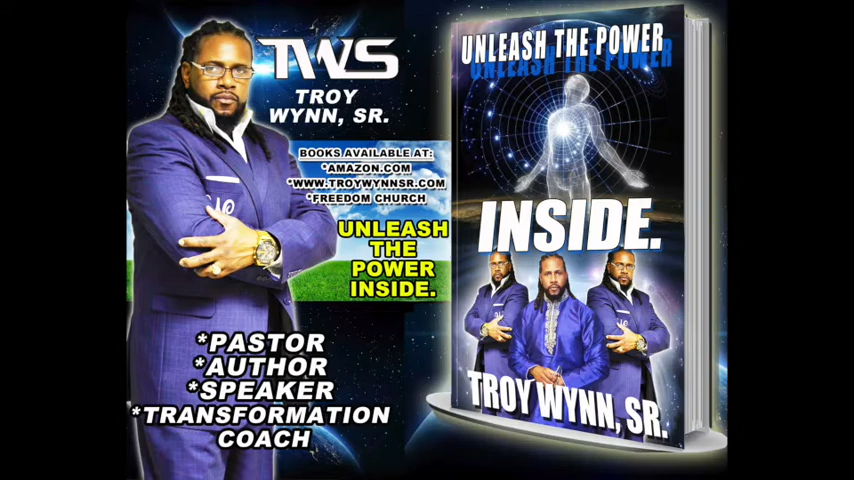 TWS
TROY
WYNN, SR.
BOOKS AVAILABLE AT:
*AMAZON.COM
*WWW.TROYWYNNSR.COM
*FREEDOM CHURCH
UNLEASH
THE
POWER
INSIDE.
*PASTOR
*AUTHOR
*SPEAKER
*TRANSFORMATION
COACH
UNLEASH THE POWER
UNLEASH THE POWER
INSIDE.
TROY WYNN, SR.